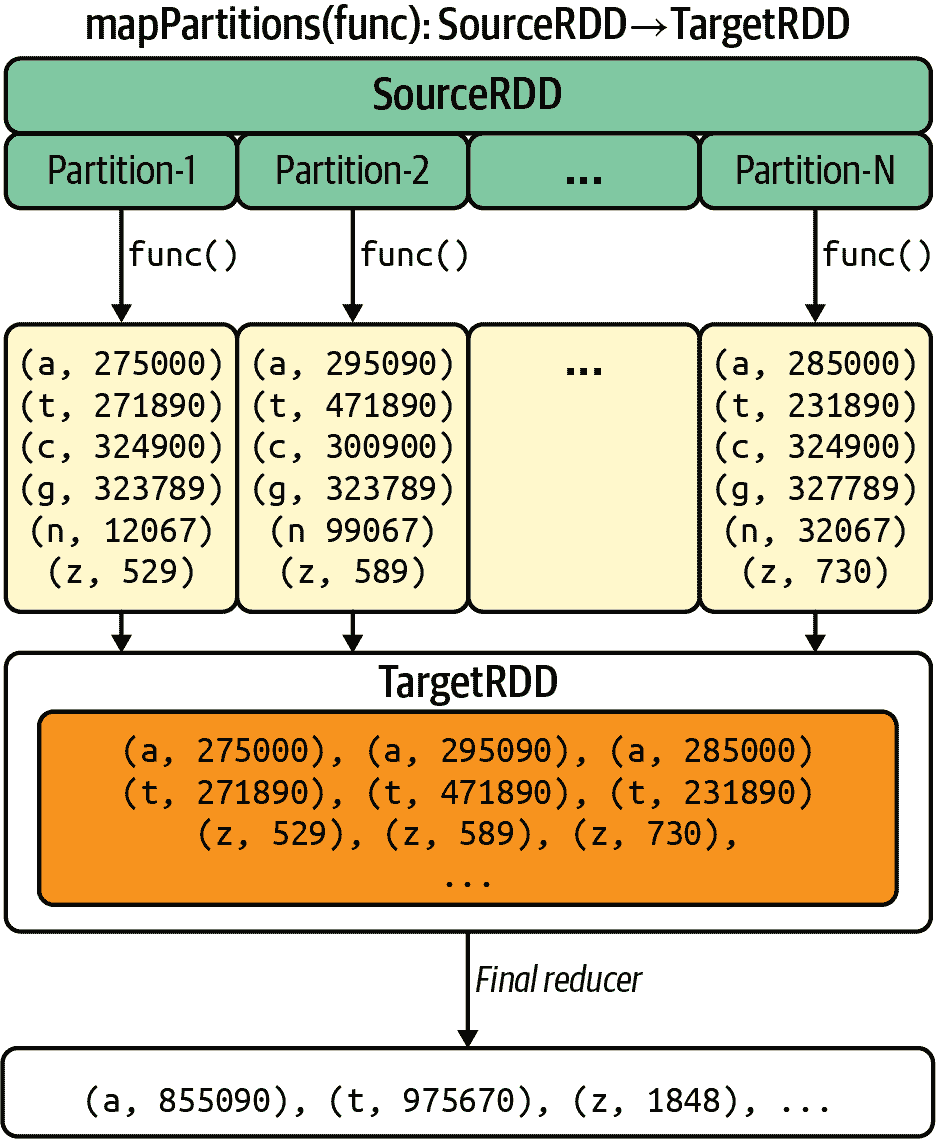 mapPartitions(func): SourceRDD→TargetRDD
SourceRDD
Partition-1
Partition-2
...
Partition-N
func()
func()
func()
(a, 275000)
(t, 271890)
(c, 324900)
(g, 323789)
(n, 12067)
(z, 529)
(a, 295090)
(t, 471890)
(c, 300900)
(g, 323789)
(n 99067)
(z, 589)
...
(a, 285000)
(t, 231890)
(c, 324900)
(g, 327789)
(n, 32067)
(z, 730)
TargetRDD
(a, 275000), (a, 295090), (a, 285000)
(t, 271890), (t, 471890), (t, 231890)
(z, 529), (z, 589), (z, 730),
...
Final reducer
(a, 855090), (t, 975670), (z, 1848), ...